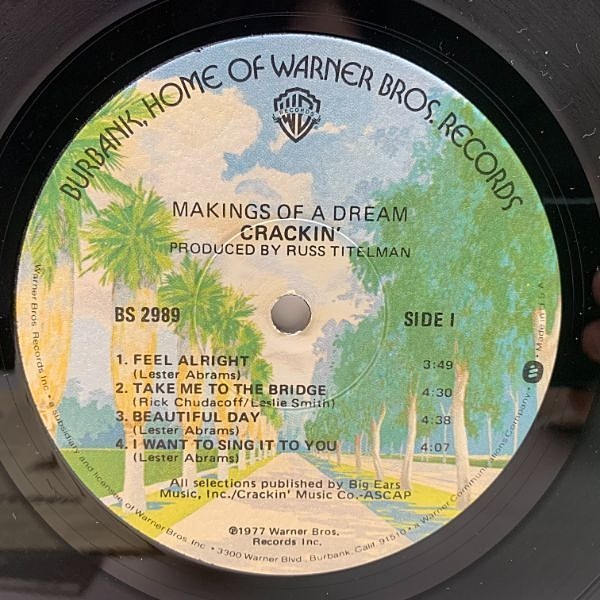 BURBANK, HOME OF WARNER BROS. RECORDS
WB
RECORDS
MAKINGS OF A DREAM
CRACKIN'
PRODUCED BY RUSS TITELMAN
BS 2989
SIDE 1
1. FEEL ALRIGHT 3:49
(Lester Abrams)
2. TAKE ME TO THE BRIDGE 4:30
(Rick Chudacoff/Leslie Smith)
3. BEAUTIFUL DAY 4:38
(Lester Abrams)
4. I WANT TO SING IT TO YOU 4:07
(Lester Abrams)
All selections published by Big Ears
Music, Inc./Crackin' Music Co.-ASCAP
℗1977 Warner Bros.
Records Inc.
Warner Bros. Records Inc. • a subsidiary and licensee of Warner Bros. Inc. • 3300 Warner Blvd., Burbank, Calif. 91510 • a Warner Communications Company • Made in U.S.A.